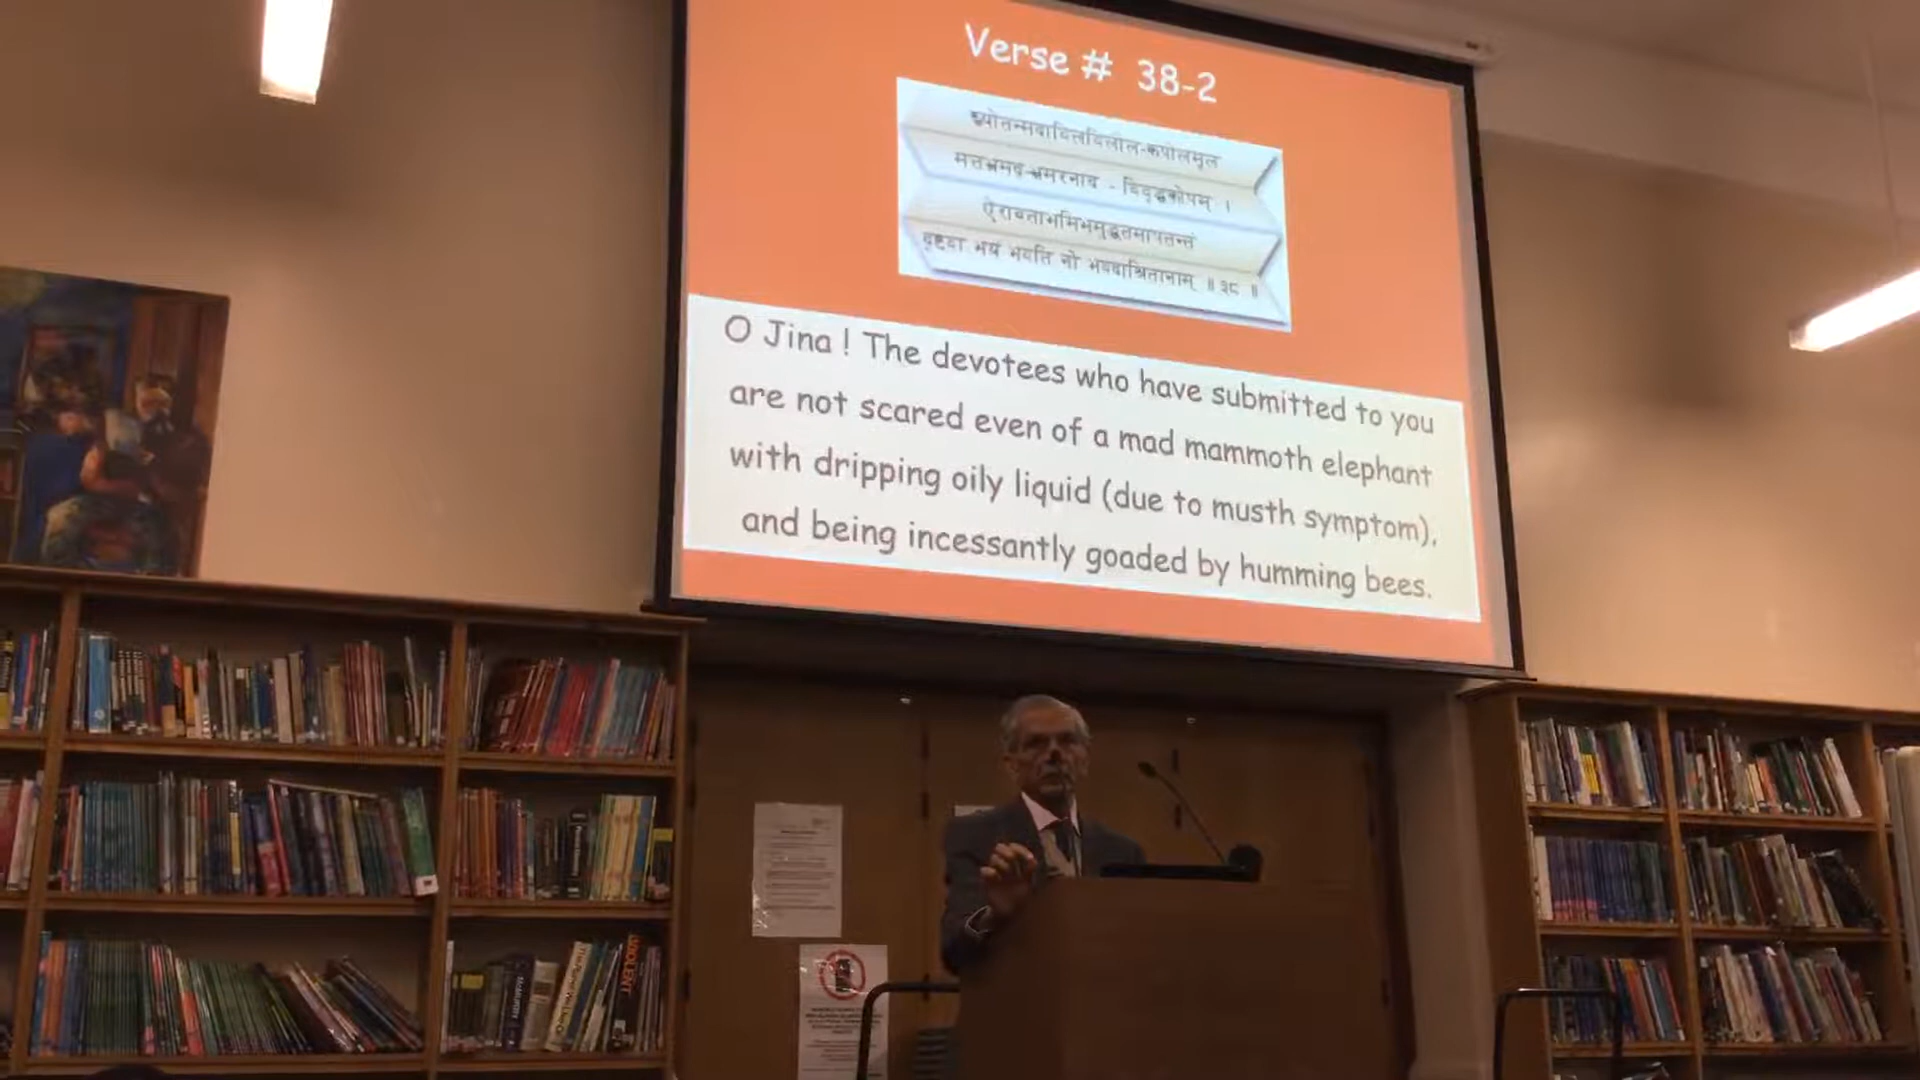 Verse # 38-2
श्च्योतन्मदाविलविलोल-कपोलमूल
मत्तभ्रमद-भ्रमरनाद - विवृद्धकोपम् ।
ऐरावताभमिभमुद्धतमापतन्तं
दृष्टवा भयं भवति नो भवदाश्रितानाम् ॥ ३८ ॥
O Jina ! The devotees who have submitted to you
are not scared even of a mad mammoth elephant
with dripping oily liquid (due to musth symptom),
and being incessantly goaded by humming bees.
VIOLENT